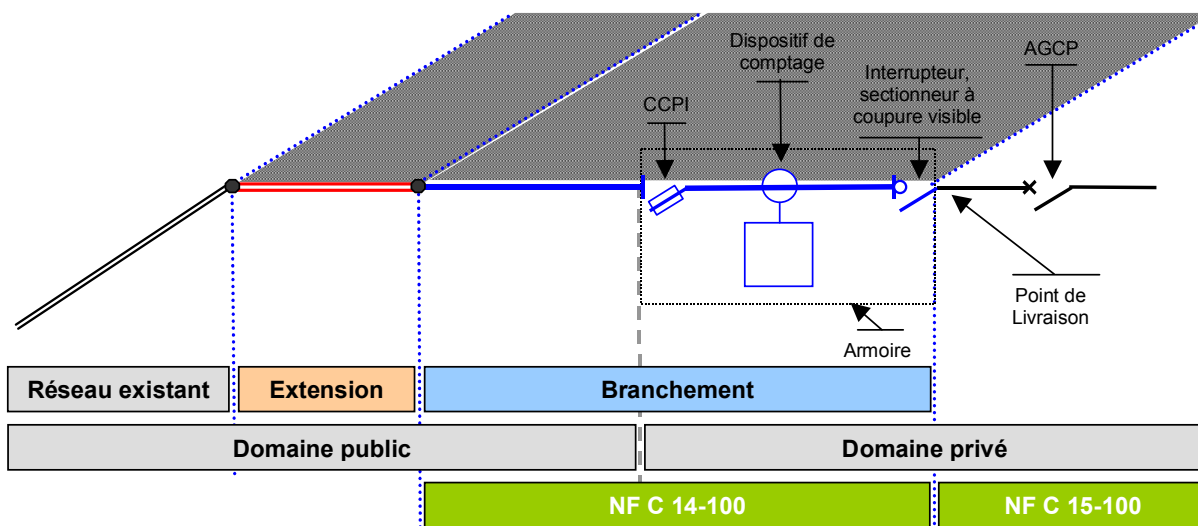 Dispositif de
comptage
AGCP
Interrupteur,
sectionneur à
coupure visible
CCPI
Point de
Livraison
Armoire
Réseau existant
Extension
Branchement
Domaine public
Domaine privé
NF C 14-100
NF C 15-100